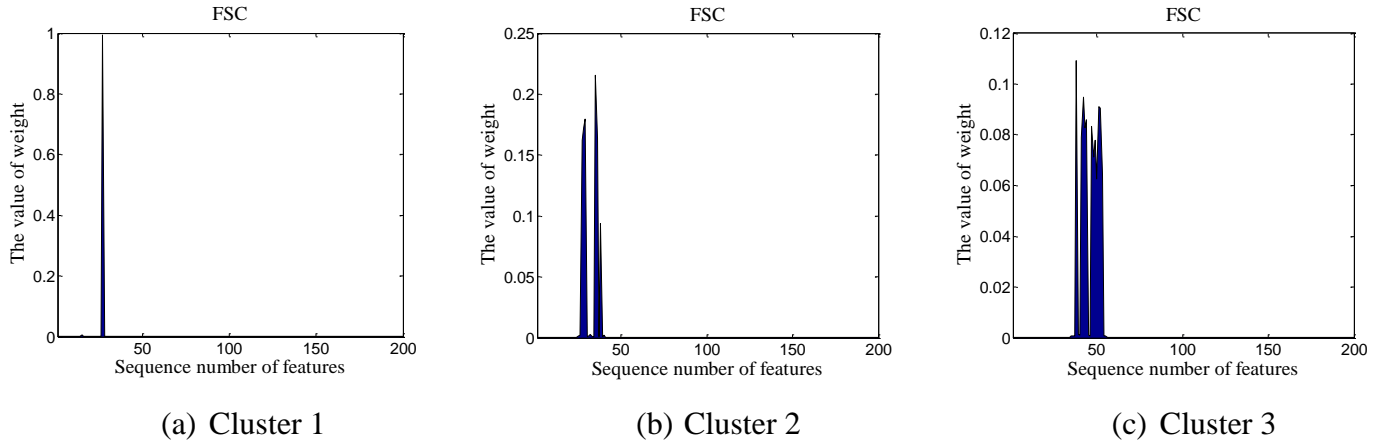 FSC
1
0.8
0.6
0.4
0.2
0
The value of weight
50 100 150 200
Sequence number of features
(a) Cluster 1
FSC
0.25
0.2
0.15
0.1
0.05
0
The value of weight
50 100 150 200
Sequence number of features
(b) Cluster 2
FSC
0.12
0.1
0.08
0.06
0.04
0.02
0
The value of weight
50 100 150 200
Sequence number of features
(c) Cluster 3